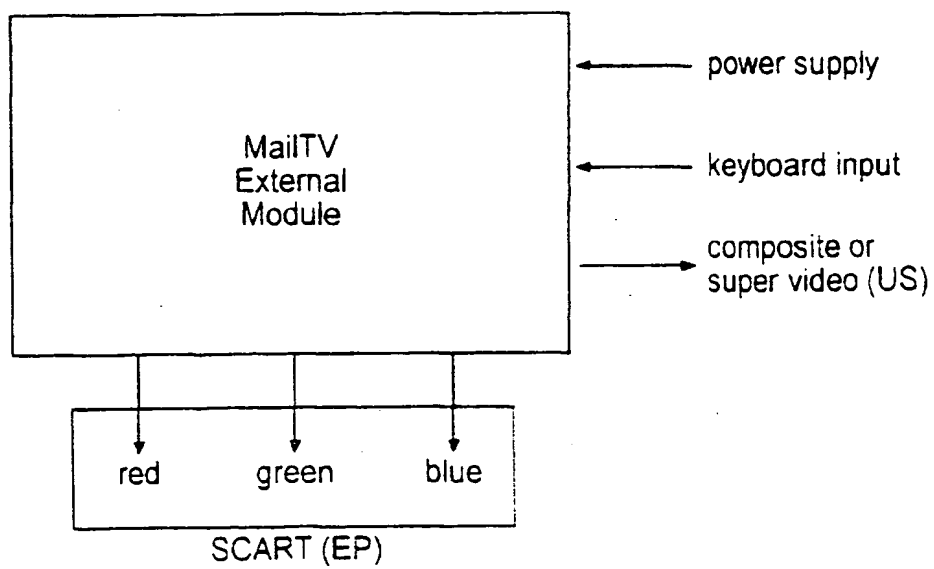 MailTV
External
Module
power supply
keyboard input
composite or
super video (US)
red green blue
SCART (EP)